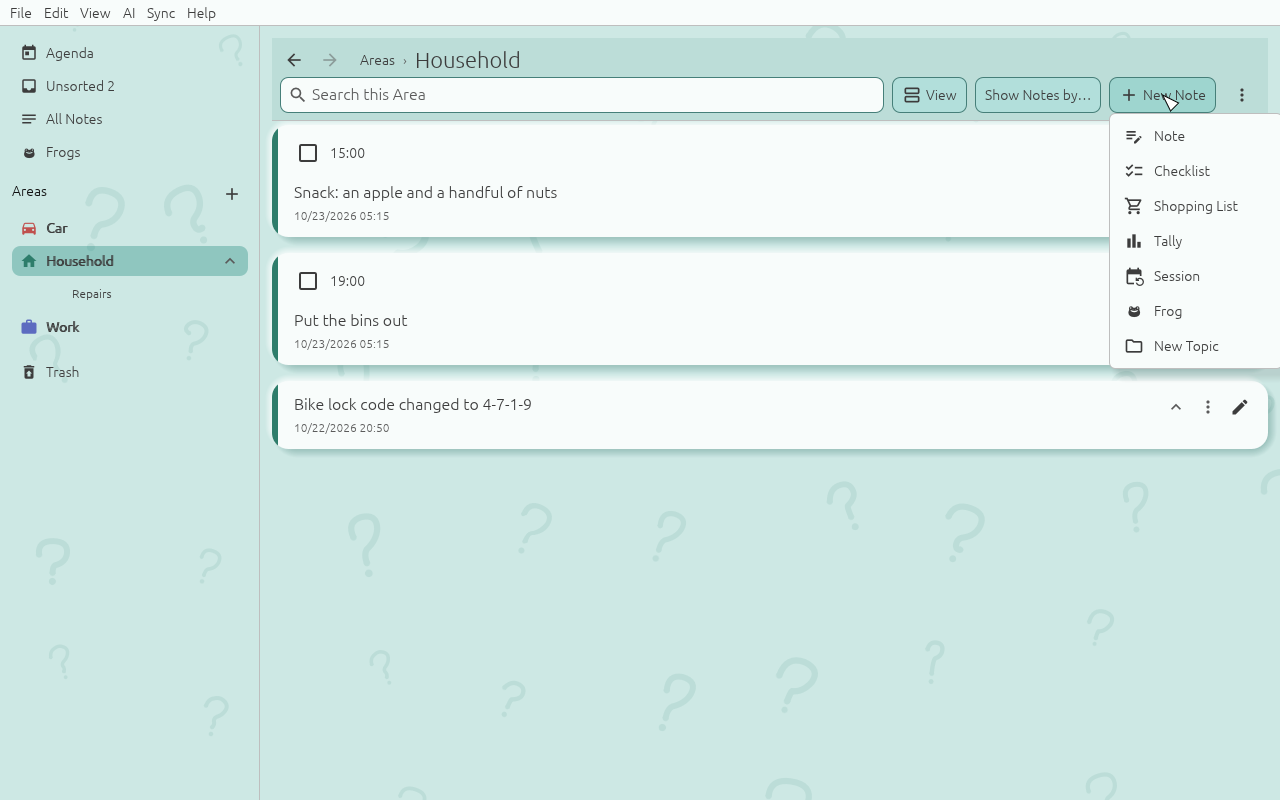 File Edit View AI Sync Help
Agenda
Unsorted 2
All Notes
Frogs
Areas
Car
Household
Repairs
Work
Trash
Areas › Household
Search this Area
View
Show Notes by...
New Note
Note
Checklist
Shopping List
Tally
Session
Frog
New Topic
15:00
Snack: an apple and a handful of nuts
10/23/2026 05:15
19:00
Put the bins out
10/23/2026 05:15
Bike lock code changed to 4-7-1-9
10/22/2026 20:50